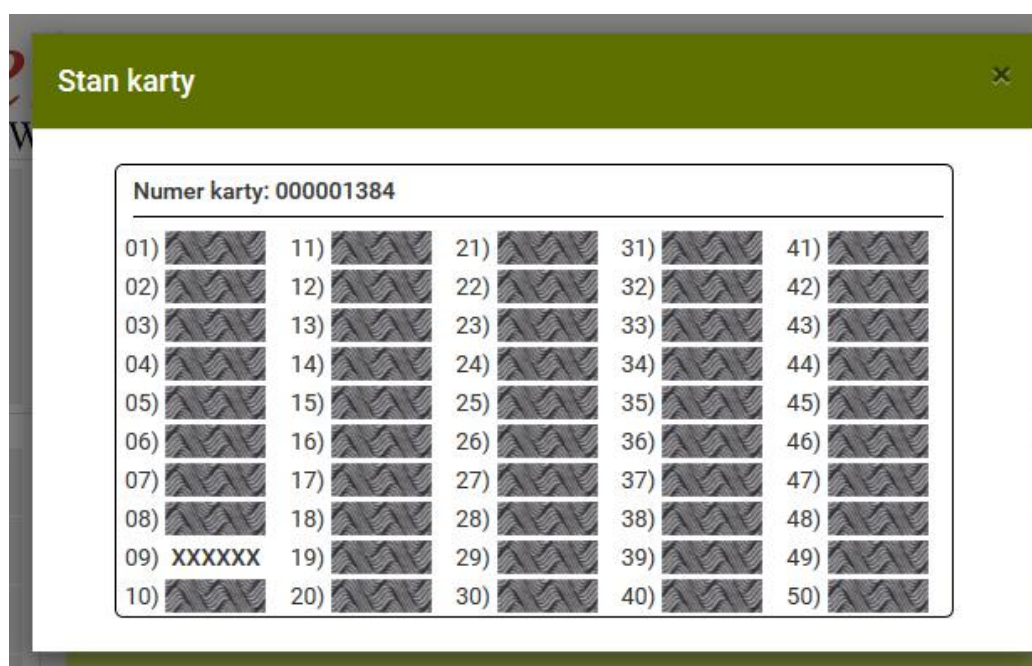 Stan karty
×
Numer karty: 000001384
01) 11) 21) 31) 41)
02) 12) 22) 32) 42)
03) 13) 23) 33) 43)
04) 14) 24) 34) 44)
05) 15) 25) 35) 45)
06) 16) 26) 36) 46)
07) 17) 27) 37) 47)
08) 18) 28) 38) 48)
09) XXXXXX 19) 29) 39) 49)
10) 20) 30) 40) 50)